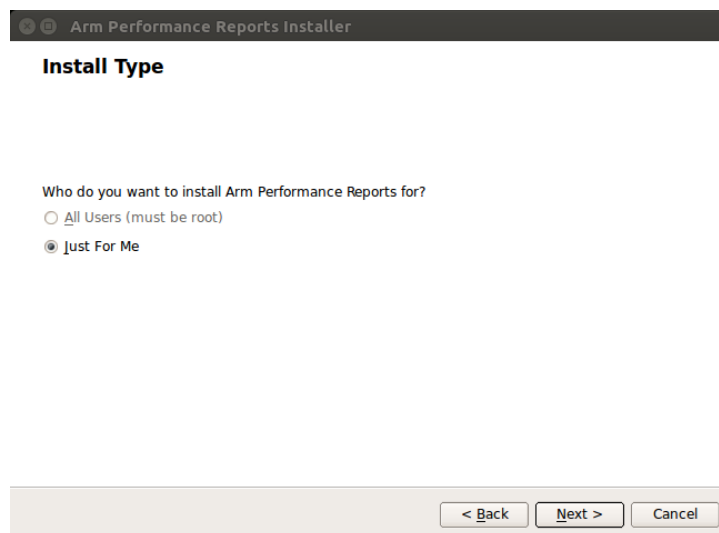 Arm Performance Reports Installer
Install Type
Who do you want to install Arm Performance Reports for?
All Users (must be root)
Just For Me
< Back Next > Cancel